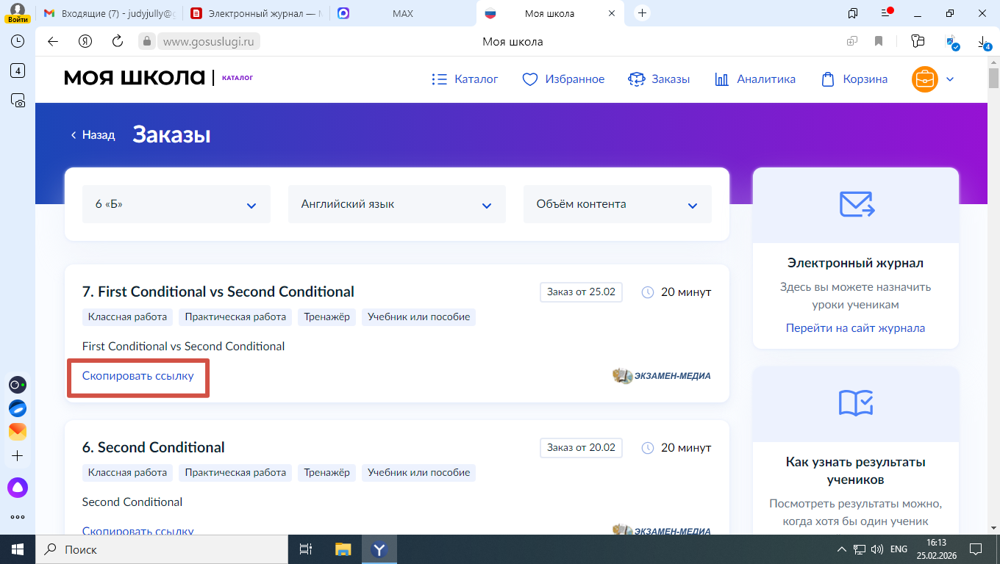 Войти
Входящие (7) - judyjully@g
Электронный журнал — М
MAX
Моя школа
4
www.gosuslugi.ru
Моя школа
4
МОЯ ШКОЛА
КАТАЛОГ
Каталог
Избранное
Заказы
Аналитика
Корзина
Назад
Заказы
6 «Б»
Английский язык
Объём контента
7. First Conditional vs Second Conditional
Заказ от 25.02
20 минут
Классная работа
Практическая работа
Тренажёр
Учебник или пособие
First Conditional vs Second Conditional
Скопировать ссылку
ЭКЗАМЕН-МЕДИА
6. Second Conditional
Заказ от 20.02
20 минут
Классная работа
Практическая работа
Тренажёр
Учебник или пособие
Second Conditional
Скопировать ссылку
ЭКЗАМЕН-МЕДИА
Электронный журнал
Здесь вы можете назначить
уроки ученикам
Перейти на сайт журнала
Как узнать результаты
учеников
Посмотреть результаты можно,
когда хотя бы один ученик
Поиск
ENG
16:13
25.02.2026